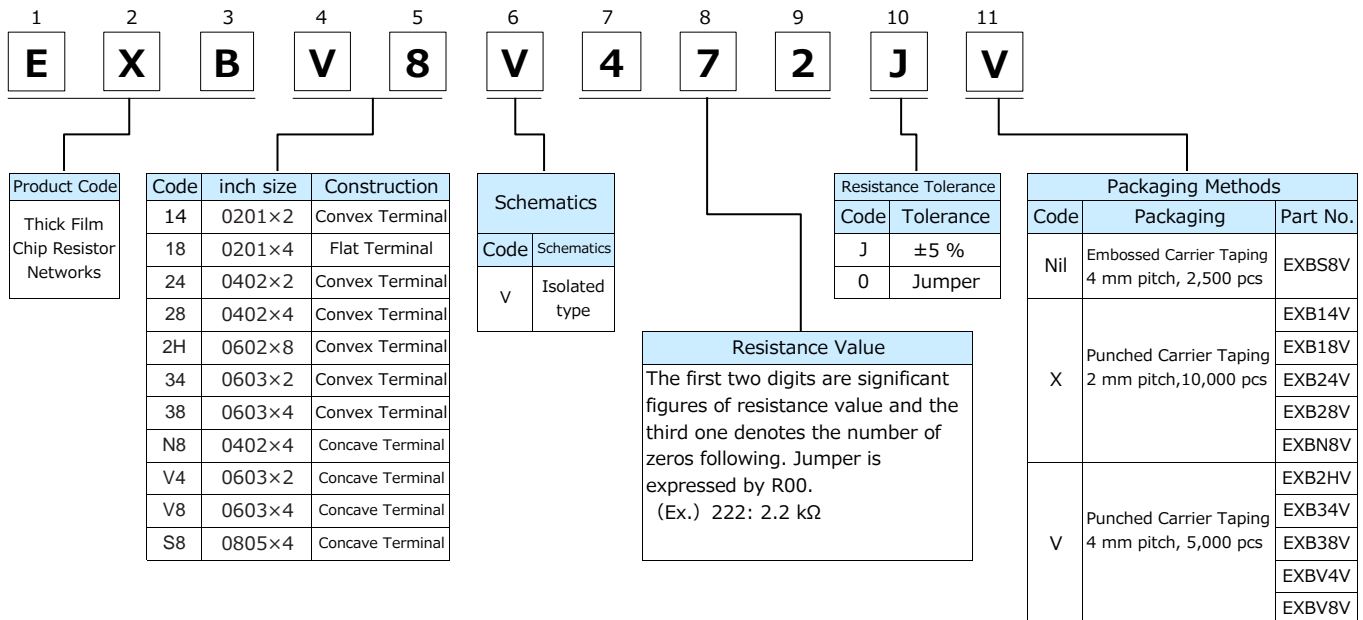 1 2 3 4 5 6 7 8 9 10 11
E X B V 8 V 4 7 2 J V
Product Code
Thick Film
Chip Resistor
Networks
Code inch size Construction
14 0201×2 Convex Terminal
18 0201×4 Flat Terminal
24 0402×2 Convex Terminal
28 0402×4 Convex Terminal
2H 0602×8 Convex Terminal
34 0603×2 Convex Terminal
38 0603×4 Convex Terminal
N8 0402×4 Concave Terminal
V4 0603×2 Concave Terminal
V8 0603×4 Concave Terminal
S8 0805×4 Concave Terminal
Schematics
Code Schematics
V Isolated
type
Resistance Value
The first two digits are significant
figures of resistance value and the
third one denotes the number of
zeros following. Jumper is
expressed by R00.
(Ex.) 222: 2.2 kΩ
Resistance Tolerance
Code Tolerance
J ±5 %
0 Jumper
Packaging Methods
Code Packaging Part No.
Nil Embossed Carrier Taping
4 mm pitch, 2,500 pcs
EXBS8V
X Punched Carrier Taping
2 mm pitch,10,000 pcs
EXB14V
EXB18V
EXB24V
EXB28V
EXBN8V
V Punched Carrier Taping
4 mm pitch, 5,000 pcs
EXB2HV
EXB34V
EXB38V
EXBV4V
EXBV8V